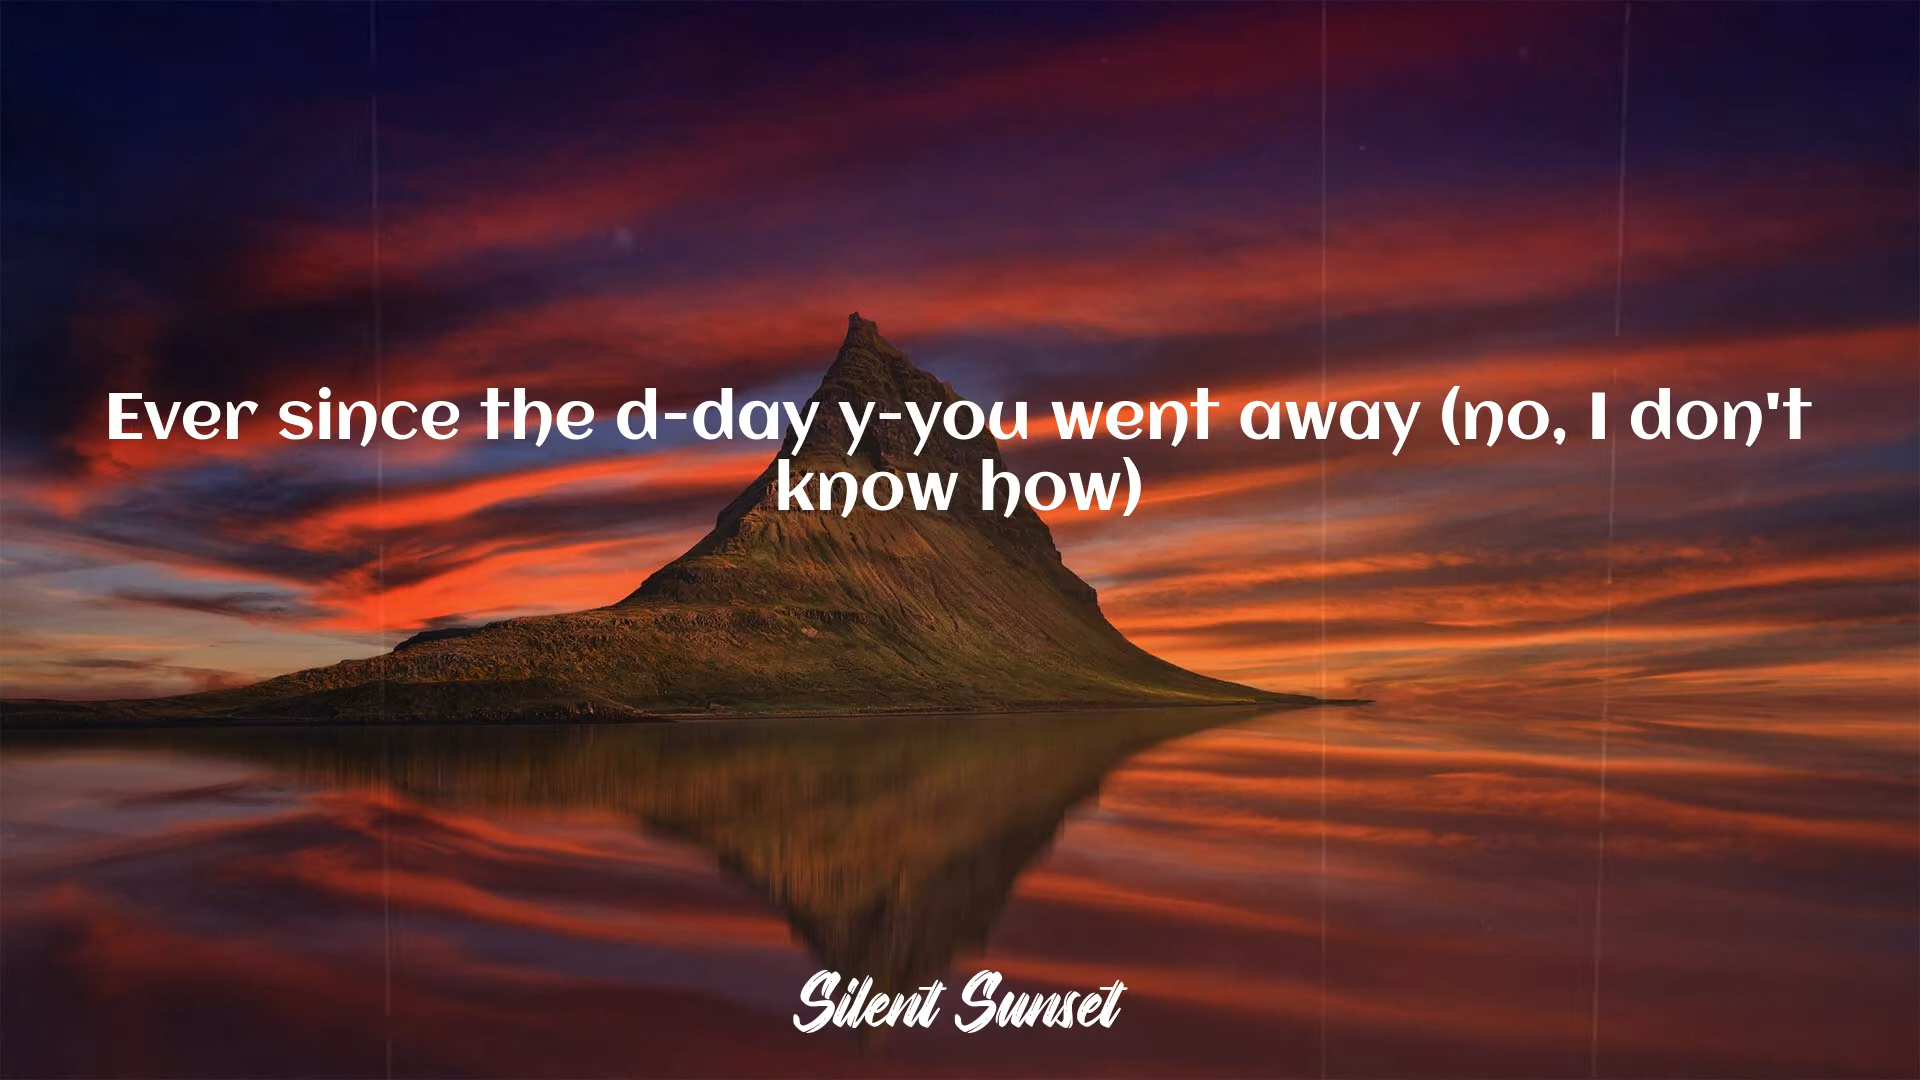 Ever since the d-day y-you went away (no, I don't
know how)
Silent Sunset